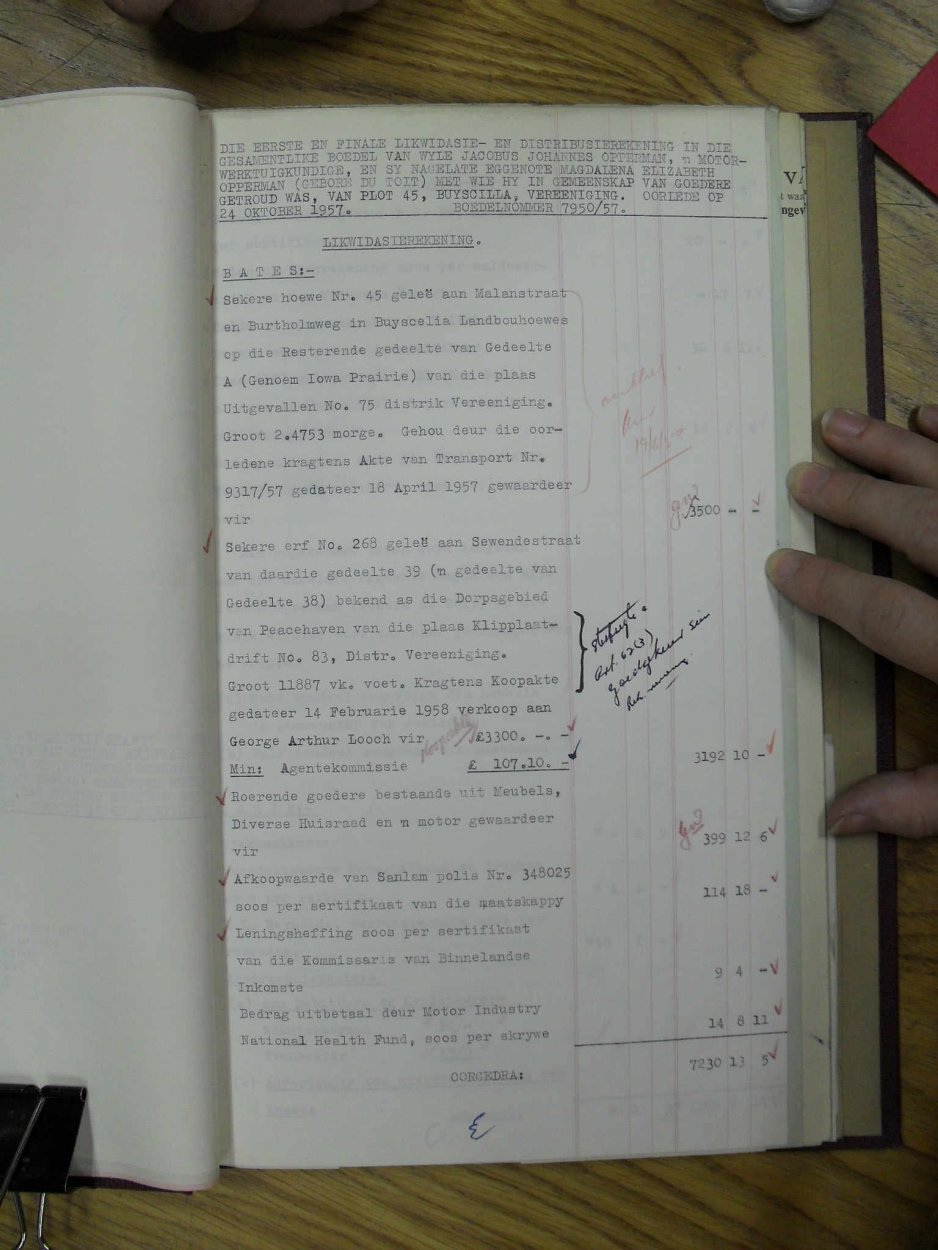 DIE EERSTE EN FINALE LIKWIDASIE- EN DISTRIBUSIEREKENING IN DIE
GESAMENTLIKE BOEDEL VAN WYLE JACOBUS JOHANNES OPPERMAN, 'n MOTOR-
WERKTUIGKUNDIGE, EN SY NAGELATE EGGENOTE MAGDALENA ELIZABETH
OPPERMAN (GEBORE DU TOIT) MET WIE HY IN GEMEENSKAP VAN GOEDERE
GETROUD WAS, VAN PLOT 45, BUYSCILLA, VEREENIGING. OORLEDE OP
24 OKTOBER 1957. BOEDELNOMMER 7950/57.
LIKWIDASIEREKENING.
B A T E S:-
Sekere hoewe Nr. 45 geleë aan Malanstraat
en Burtholmweg in Buyscelia Landbouhoewes
op die Resterende gedeelte van Gedeelte
A (Genoem Iowa Prairie) van die plaas
Uitgevallen No. 75 distrik Vereeniging.
Groot 2.4753 morge. Gehou deur die oor-
ledene kragtens Akte van Transport Nr.
9317/57 gedateer 18 April 1957 gewaardeer
vir 3500 - -
Sekere erf No. 268 geleë aan Sewendestraat
van daardie gedeelte 39 ('n gedeelte van
Gedeelte 38) bekend as die Dorpsgebied
van Peacehaven van die plaas Klipplaat-
drift No. 83, Distr. Vereeniging.
Groot 11887 vk. voet. Kragtens Koopakte
gedateer 14 Februarie 1958 verkoop aan
George Arthur Looch vir £3300. -. -
Min: Agentekommissie £ 107.10. - 3192 10 -
Art. 62(3)
goedgekeur
Roerende goedere bestaande uit Meubels,
Diverse Huisraad en 'n motor gewaardeer
vir 399 12 6
Afkoopwaarde van Sanlam polis Nr. 348025
soos per sertifikaat van die maatskappy 114 18 -
Leningsheffing soos per sertifikaat
van die Kommissaris van Binnelandse
Inkomste 9 4 -
Bedrag uitbetaal deur Motor Industry
National Health Fund, soos per skrywe 14 8 11
7230 13 5
OORGEDRA:
3